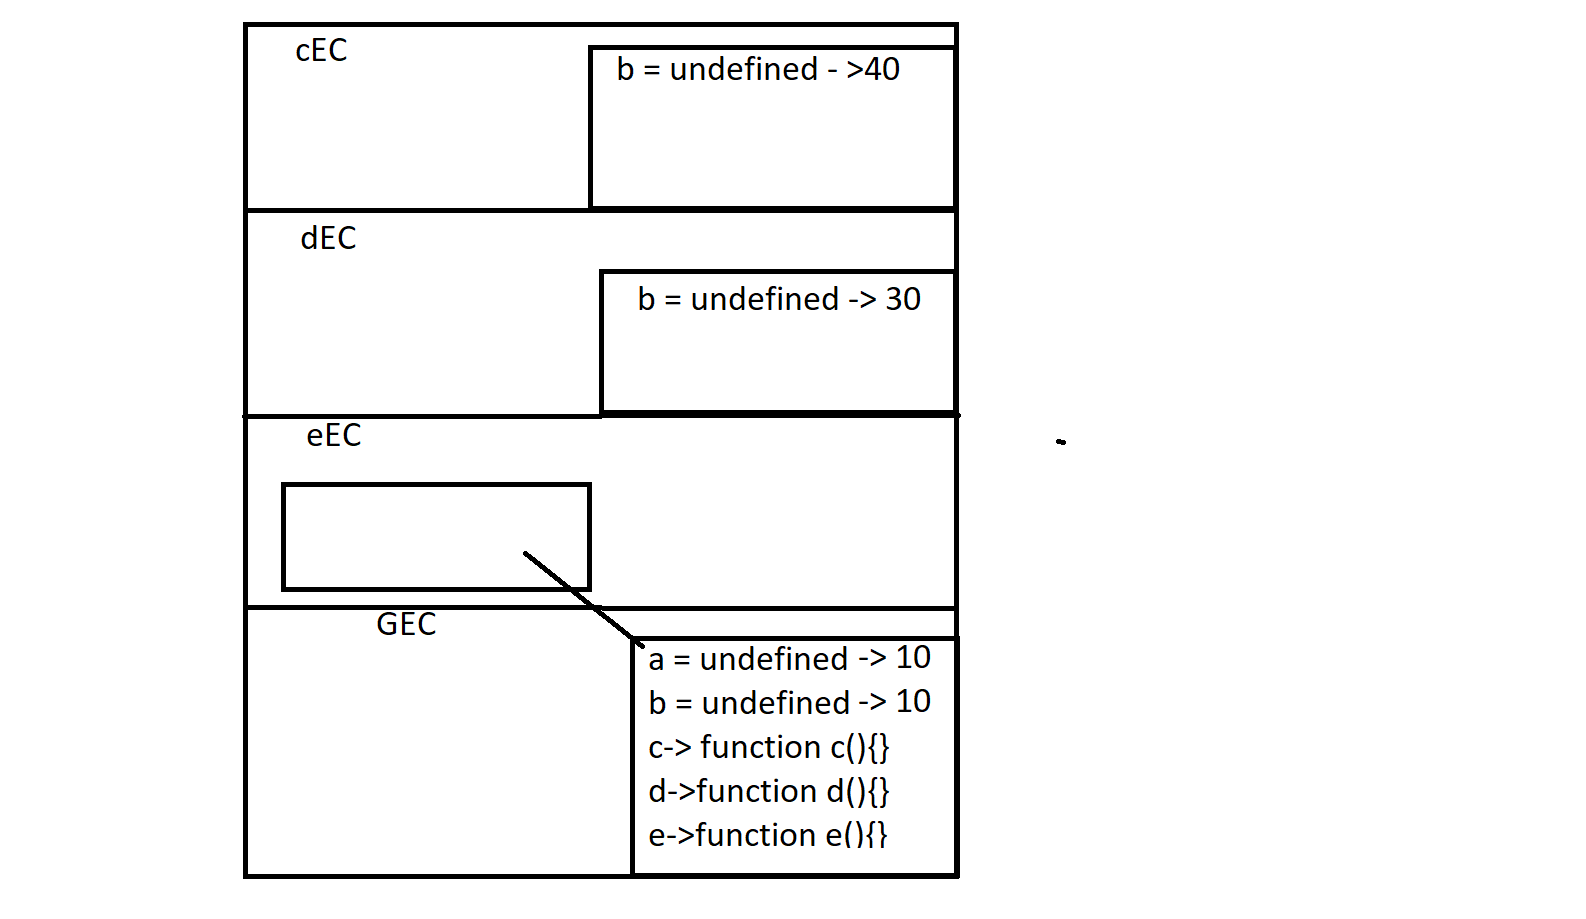 cEC
b = undefined - >40
dEC
b = undefined -> 30
eEC
GEC
a = undefined -> 10
b = undefined -> 10
c-> function c(){}
d->function d(){}
e->function e(){}